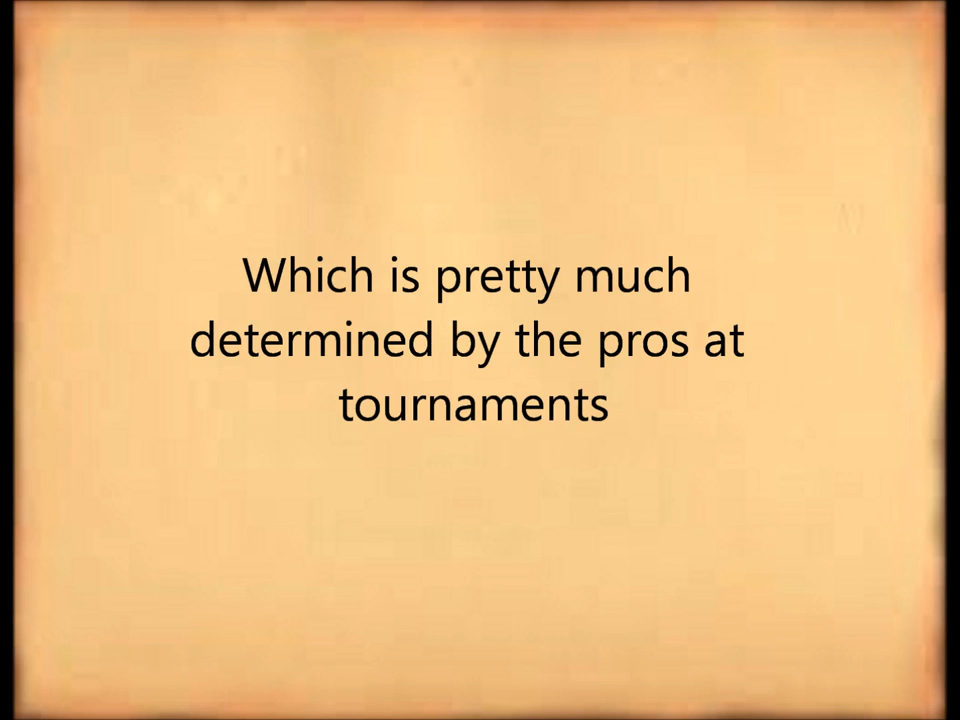 Which is pretty much
determined by the pros at
tournaments